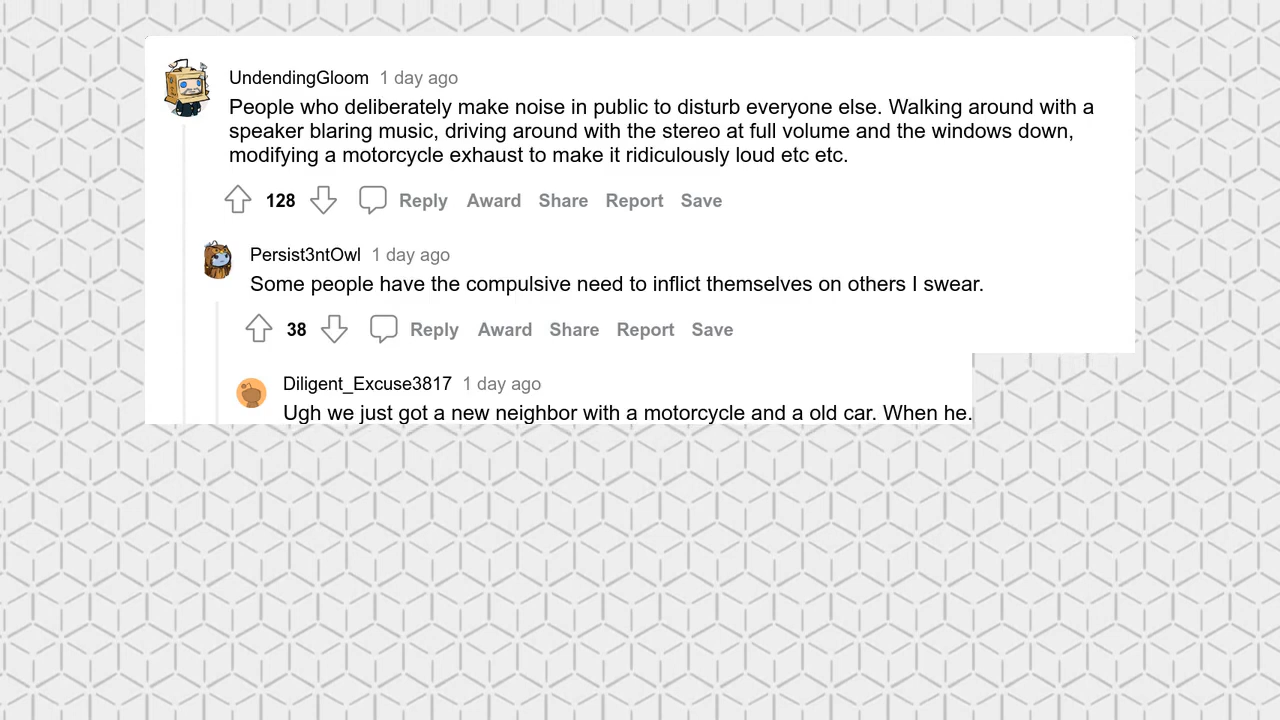 UndendingGloom 1 day ago
People who deliberately make noise in public to disturb everyone else. Walking around with a
speaker blaring music, driving around with the stereo at full volume and the windows down,
modifying a motorcycle exhaust to make it ridiculously loud etc etc.
128 Reply Award Share Report Save
Persist3ntOwl 1 day ago
Some people have the compulsive need to inflict themselves on others I swear.
38 Reply Award Share Report Save
Diligent_Excuse3817 1 day ago
Ugh we just got a new neighbor with a motorcycle and a old car. When he.